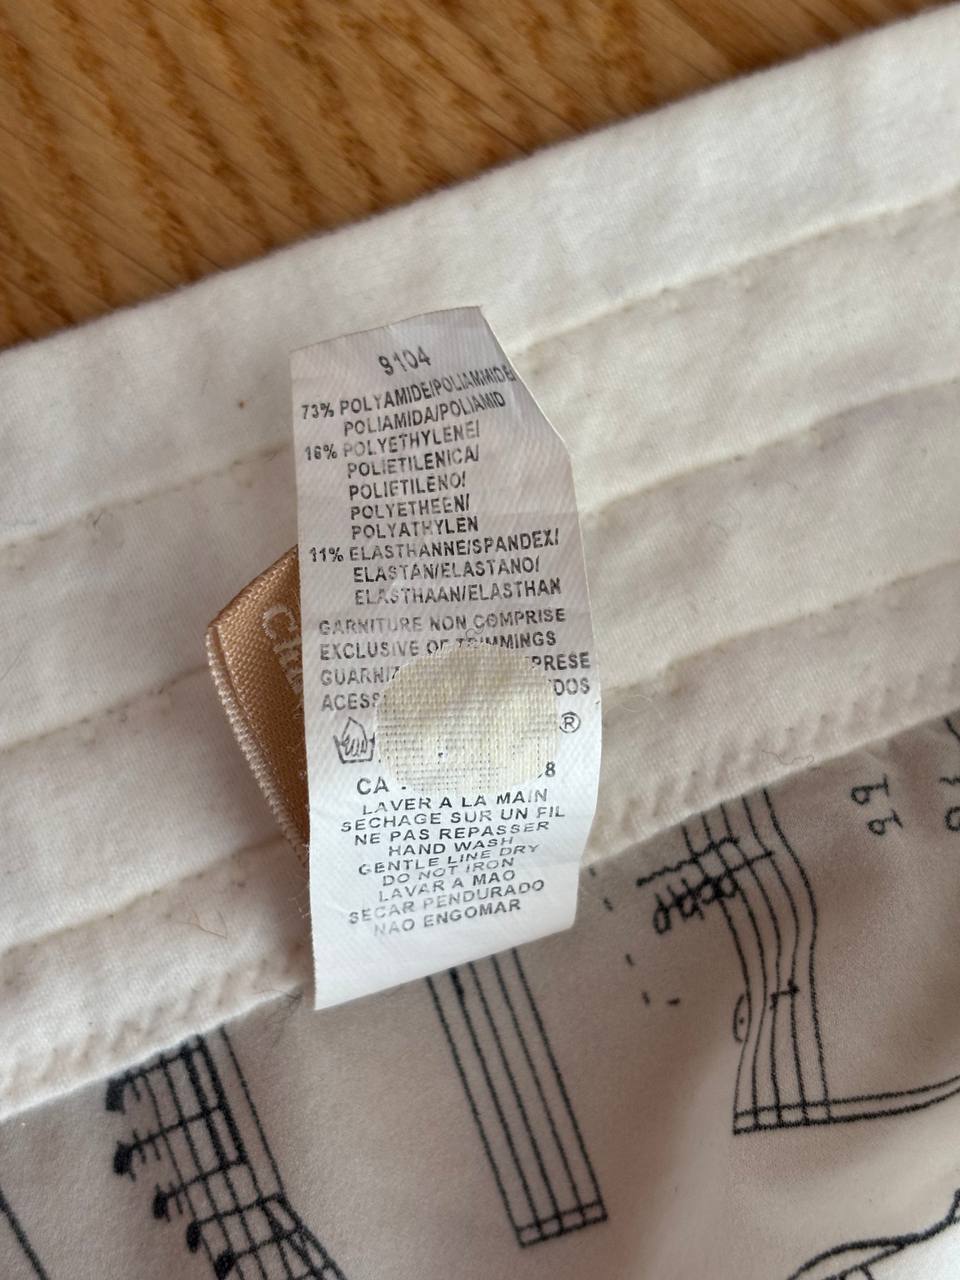 9104
73% POLYAMIDE/POLIAMMIDE/
POLIAMIDA/POLIAMID
16% POLYETHYLENE/
POLIETILENICA/
POLIETILENO/
POLYETHEEN/
POLYATHYLEN
11% ELASTHANNE/SPANDEX/
ELASTAN/ELASTANO/
ELASTHAAN/ELASTHAN
GARNITURE NON COMPRISE
EXCLUSIVE OF TRIMMINGS
®
CA
LAVER A LA MAIN
SECHAGE SUR UN FIL
NE PAS REPASSER
HAND WASH
GENTLE LINE DRY
DO NOT IRON
LAVAR A MAO
SECAR PENDURADO
NAO ENGOMAR